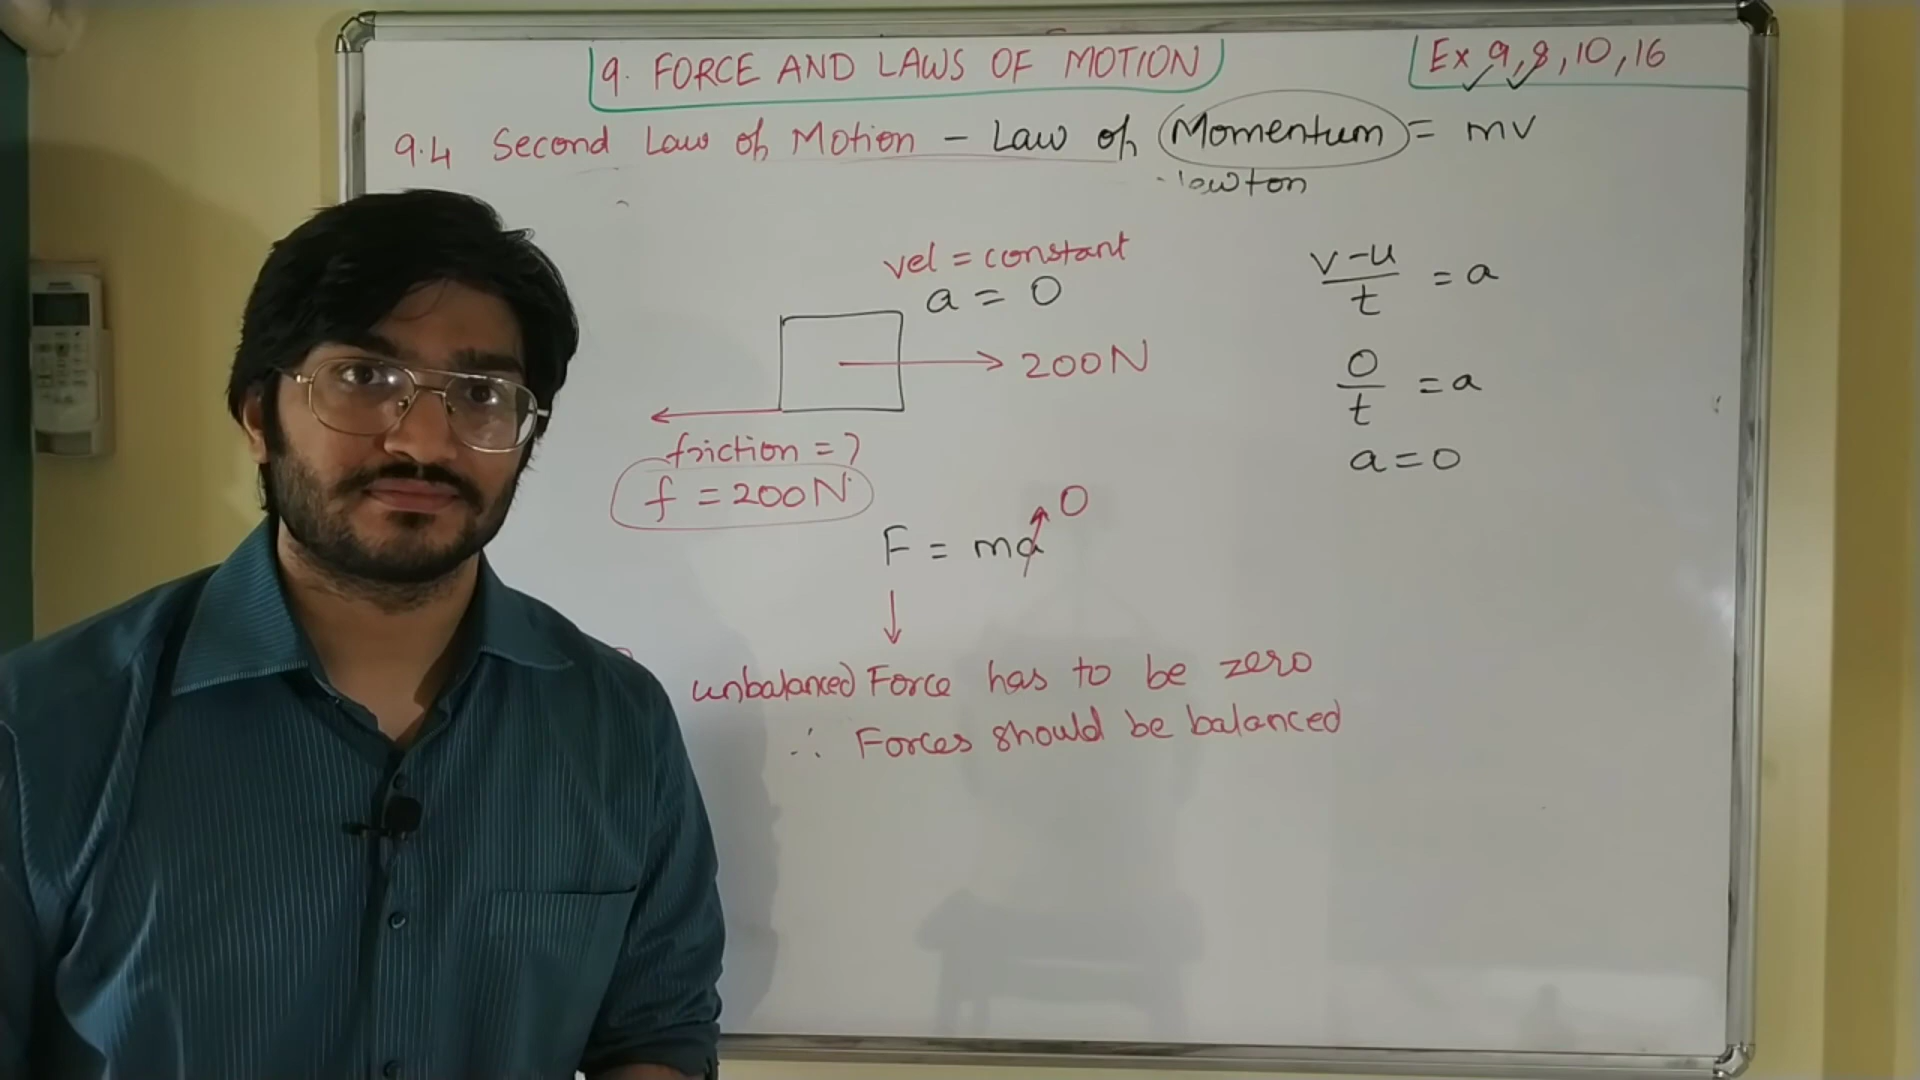 9. FORCE AND LAWS OF MOTION
Ex 9,8,10,16
9.4 Second Law of Motion - Law of Momentum = mv
vel = constant
a = 0
200N
friction = ?
f = 200N
F = ma 0
unbalanced Force has to be zero
∴ Forces should be balanced
v-u/t = a
0/t = a
a=0